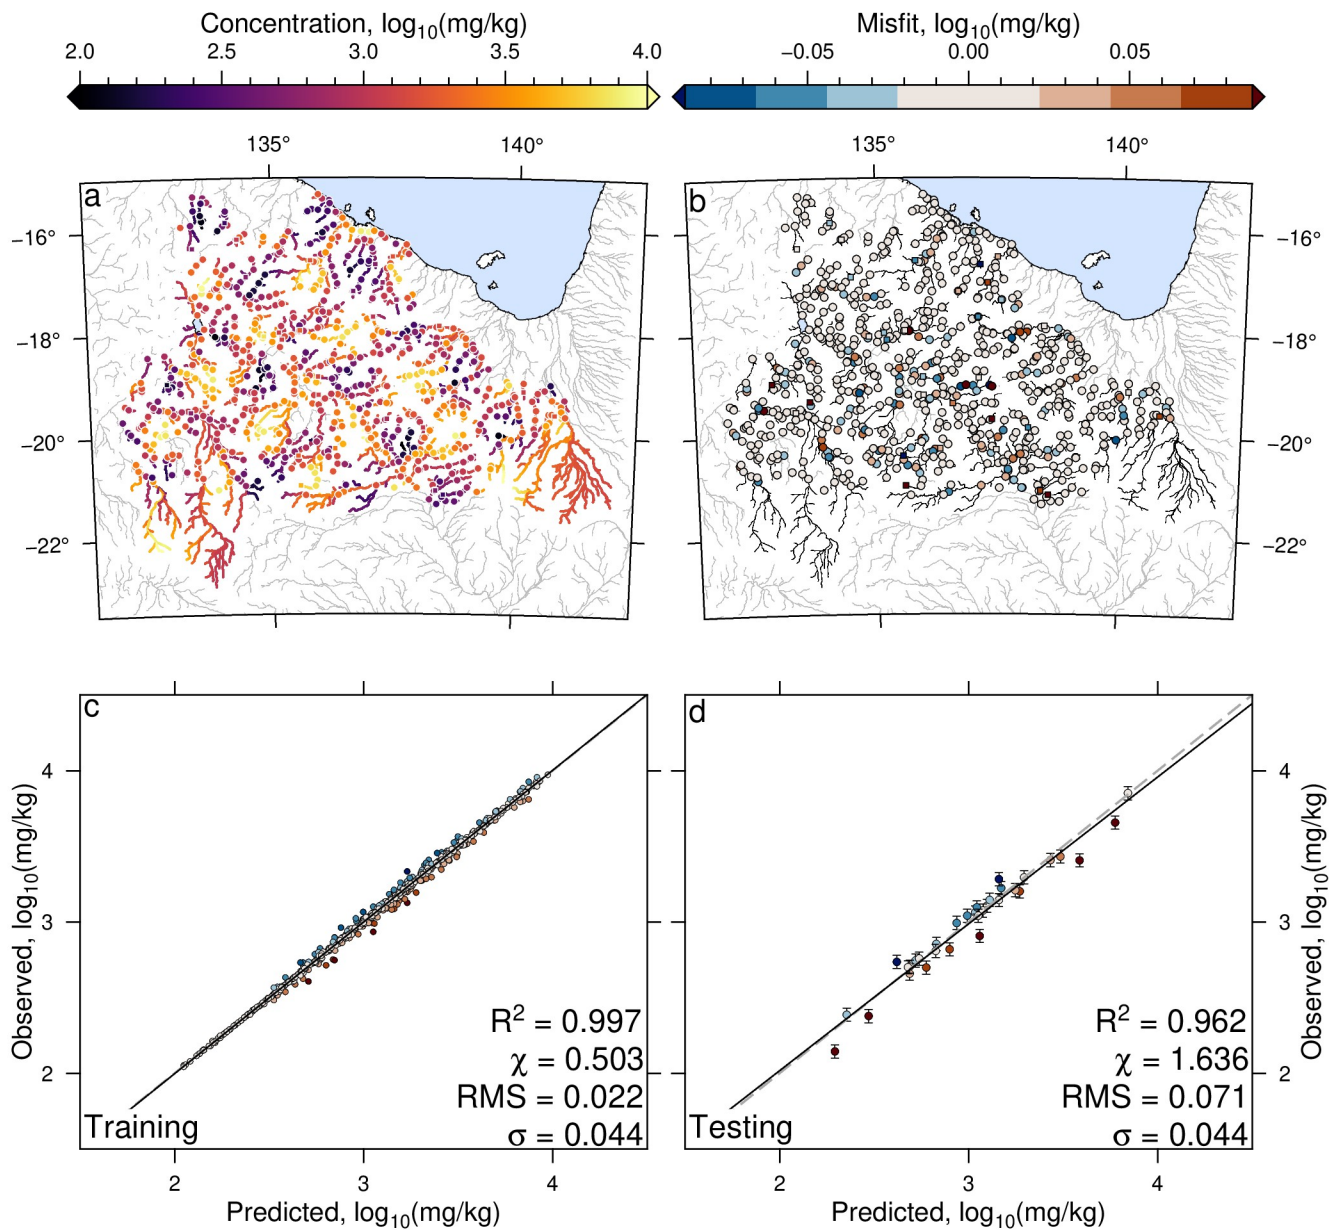 Concentration, log10(mg/kg)
Misfit, log10(mg/kg)
2.0 2.5 3.0 3.5 4.0
−0.05 0.00 0.05
135° 140°
135° 140°
a
b
−16° −16°
−18° −18°
−20° −20°
−22° −22°
c
d
4 4
3 3
2 2
Observed, log10(mg/kg)
Observed, log10(mg/kg)
R2 = 0.997
χ = 0.503
RMS = 0.022
σ = 0.044
Training
R2 = 0.962
χ = 1.636
RMS = 0.071
σ = 0.044
Testing
2 3 4
2 3 4
Predicted, log10(mg/kg)
Predicted, log10(mg/kg)